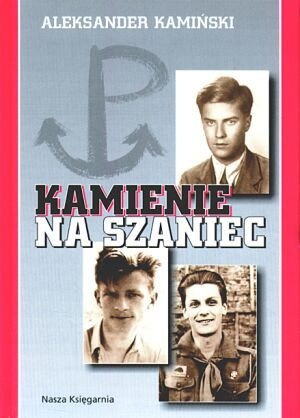 ALEKSANDER KAMIŃSKI
KAMIENIE
NA SZANIEC
Nasza Księgarnia